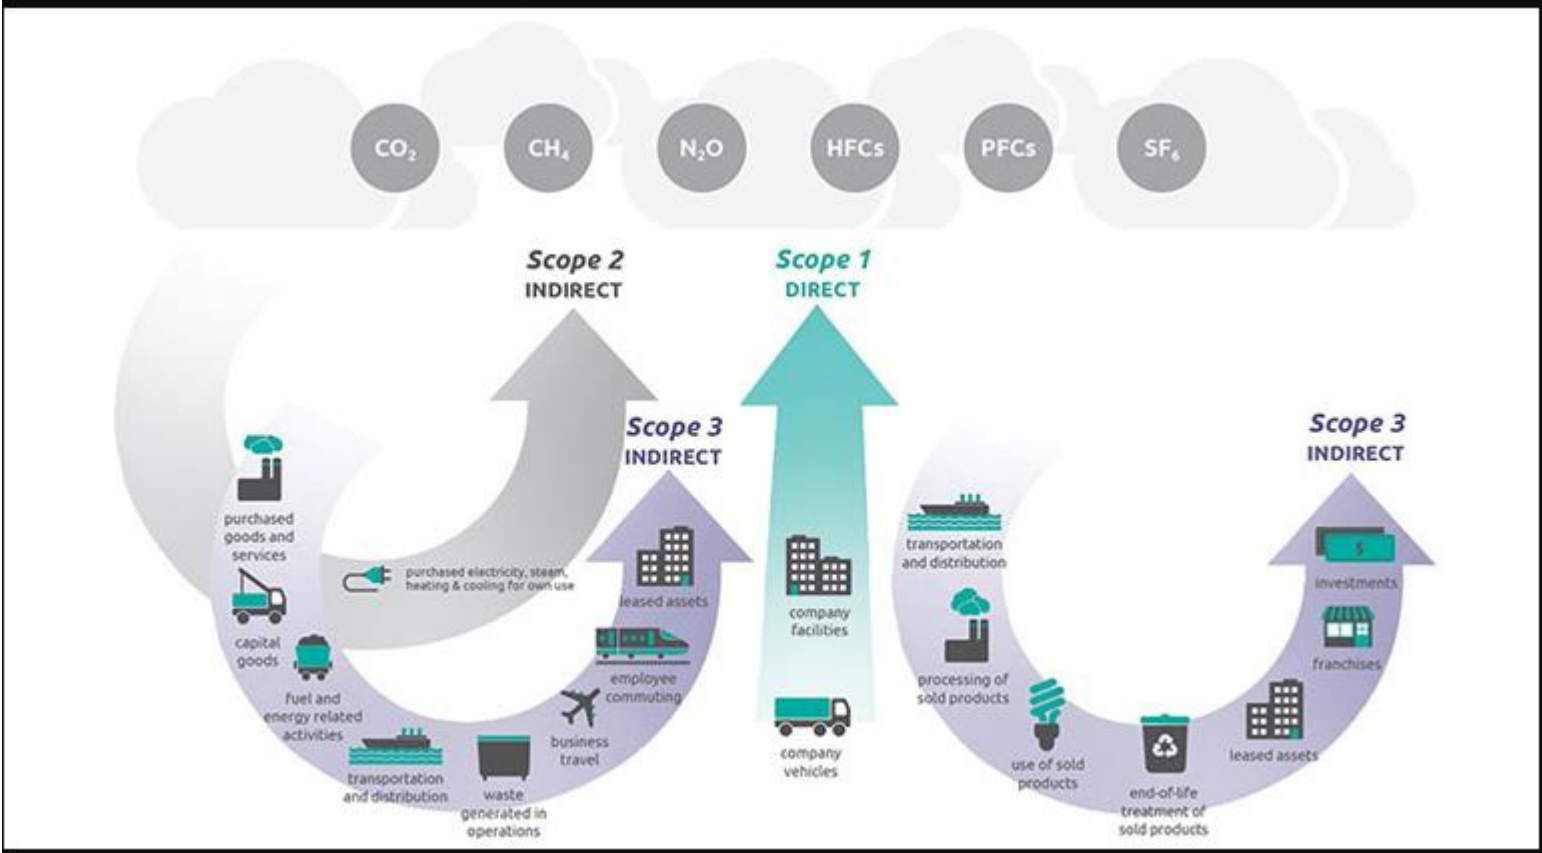 CO₂
CH₄
N₂O
HFCs
PFCs
SF₆
Scope 2
INDIRECT
Scope 1
DIRECT
Scope 3
INDIRECT
Scope 3
INDIRECT
purchased
goods and
services
capital
goods
fuel and
energy related
activities
transportation
and distribution
waste
generated in
operations
business
travel
employee
commuting
leased assets
purchased electricity, steam,
heating & cooling for own use
company
facilities
company
vehicles
transportation
and distribution
processing of
sold products
use of sold
products
end-of-life
treatment of
sold products
leased assets
franchises
investments
$